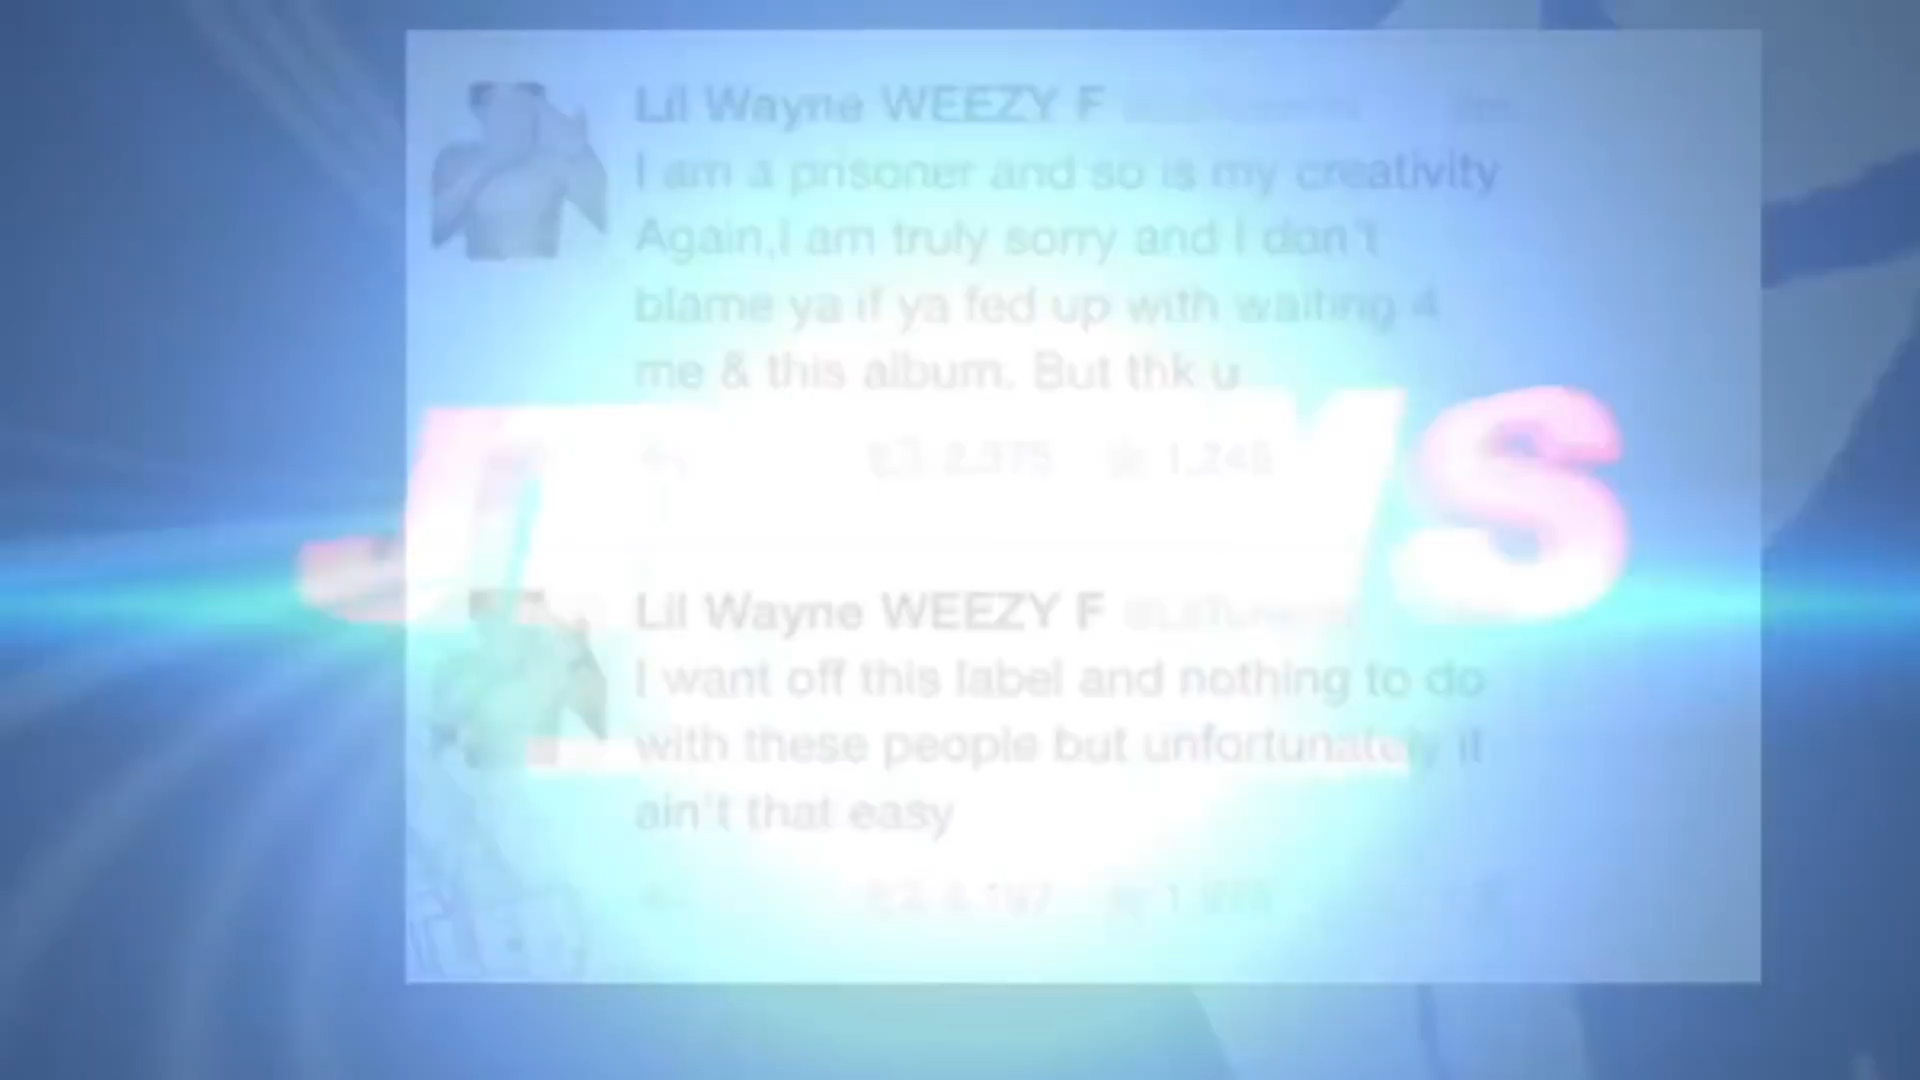 Lil Wayne WEEZY F
I am a prisoner and so is my creativity
Again,I am truly sorry and I don't
blame ya if ya fed up with waiting 4
me & this album. But thk u
Lil Wayne WEEZY F
I want off this label and nothing to do
with these people but unfortunately it
ain't that easy